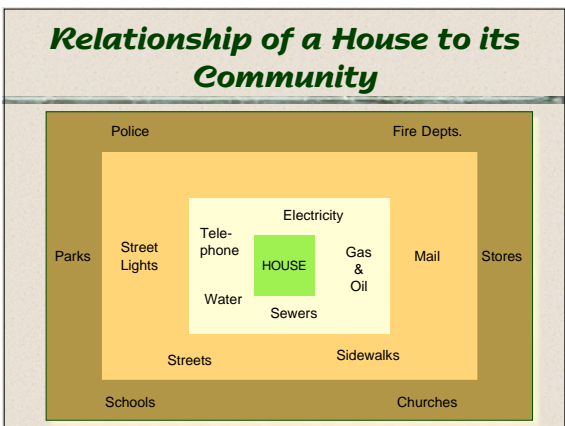 Relationship of a House to its
Community
Police
Fire Depts.
Electricity
Tele-
phone
Parks
Street
Lights
HOUSE
Gas
&
Oil
Mail
Stores
Water
Sewers
Streets
Sidewalks
Schools
Churches